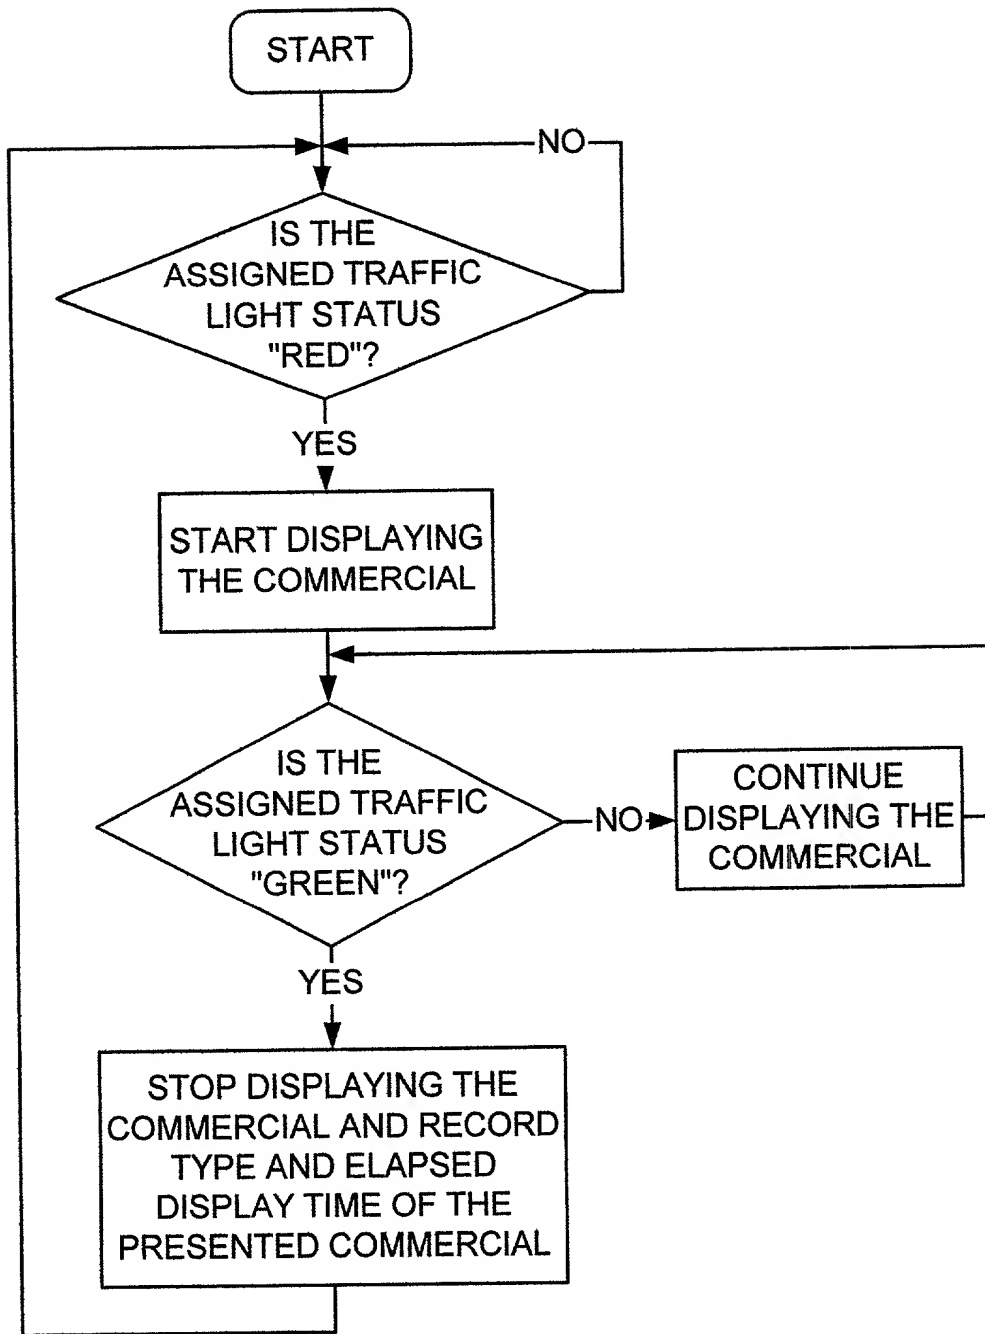 START
NO
IS THE
ASSIGNED TRAFFIC
LIGHT STATUS
"RED"?
YES
START DISPLAYING
THE COMMERCIAL
IS THE
ASSIGNED TRAFFIC
LIGHT STATUS
"GREEN"?
NO
CONTINUE
DISPLAYING THE
COMMERCIAL
YES
STOP DISPLAYING THE
COMMERCIAL AND RECORD
TYPE AND ELAPSED
DISPLAY TIME OF THE
PRESENTED COMMERCIAL